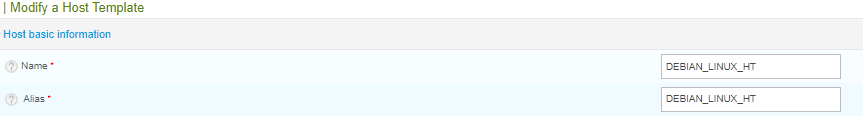 | Modify a Host Template
Host basic information
? Name * DEBIAN_LINUX_HT
? Alias * DEBIAN_LINUX_HT